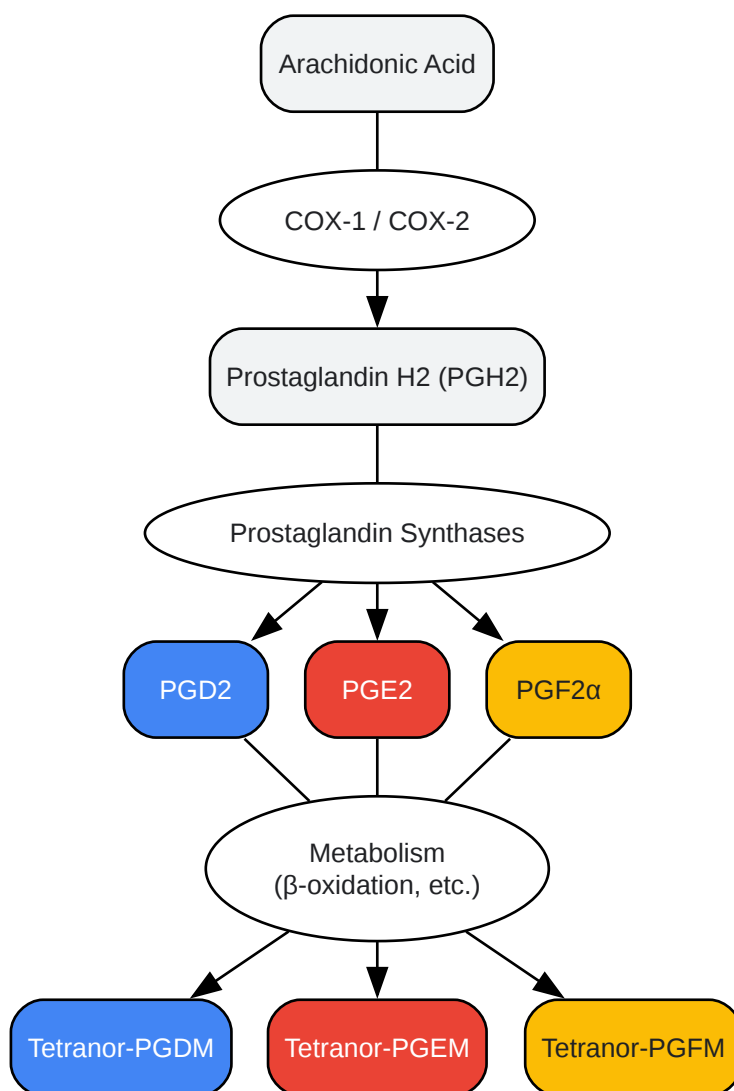 Arachidonic Acid
COX-1 / COX-2
Prostaglandin H2 (PGH2)
Prostaglandin Synthases
PGD2
PGE2
PGF2α
Metabolism
(β-oxidation, etc.)
Tetranor-PGDM
Tetranor-PGEM
Tetranor-PGFM